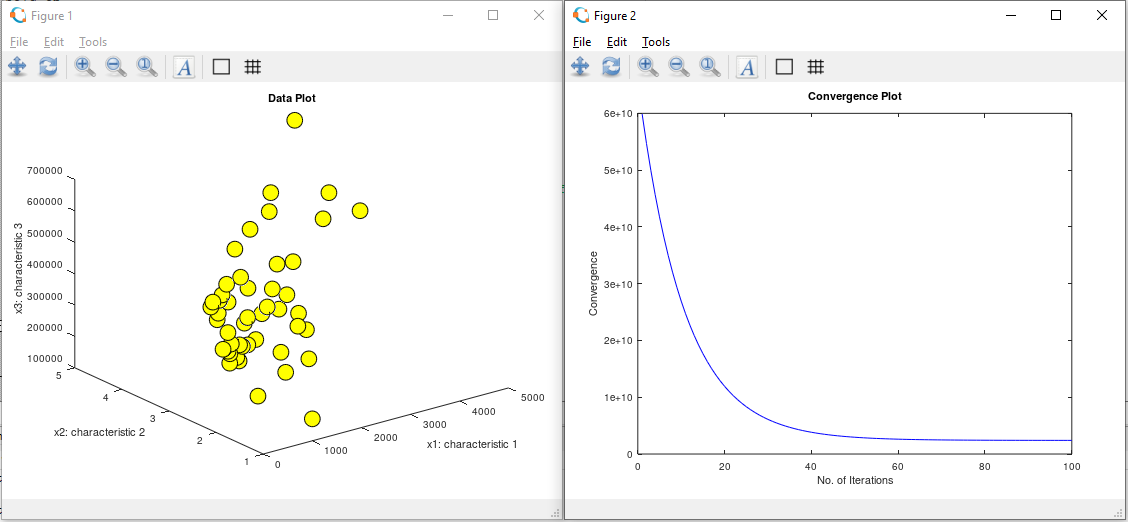 Figure 1
File Edit Tools
A
Data Plot
700000
600000
500000
400000
300000
200000
100000
x3: characteristic 3
5
4
3
2
1
x2: characteristic 2
0
1000
2000
3000
4000
5000
x1: characteristic 1
Figure 2
File Edit Tools
A
Convergence Plot
6e+10
5e+10
4e+10
3e+10
2e+10
1e+10
0
Convergence
0 20 40 60 80 100
No. of Iterations